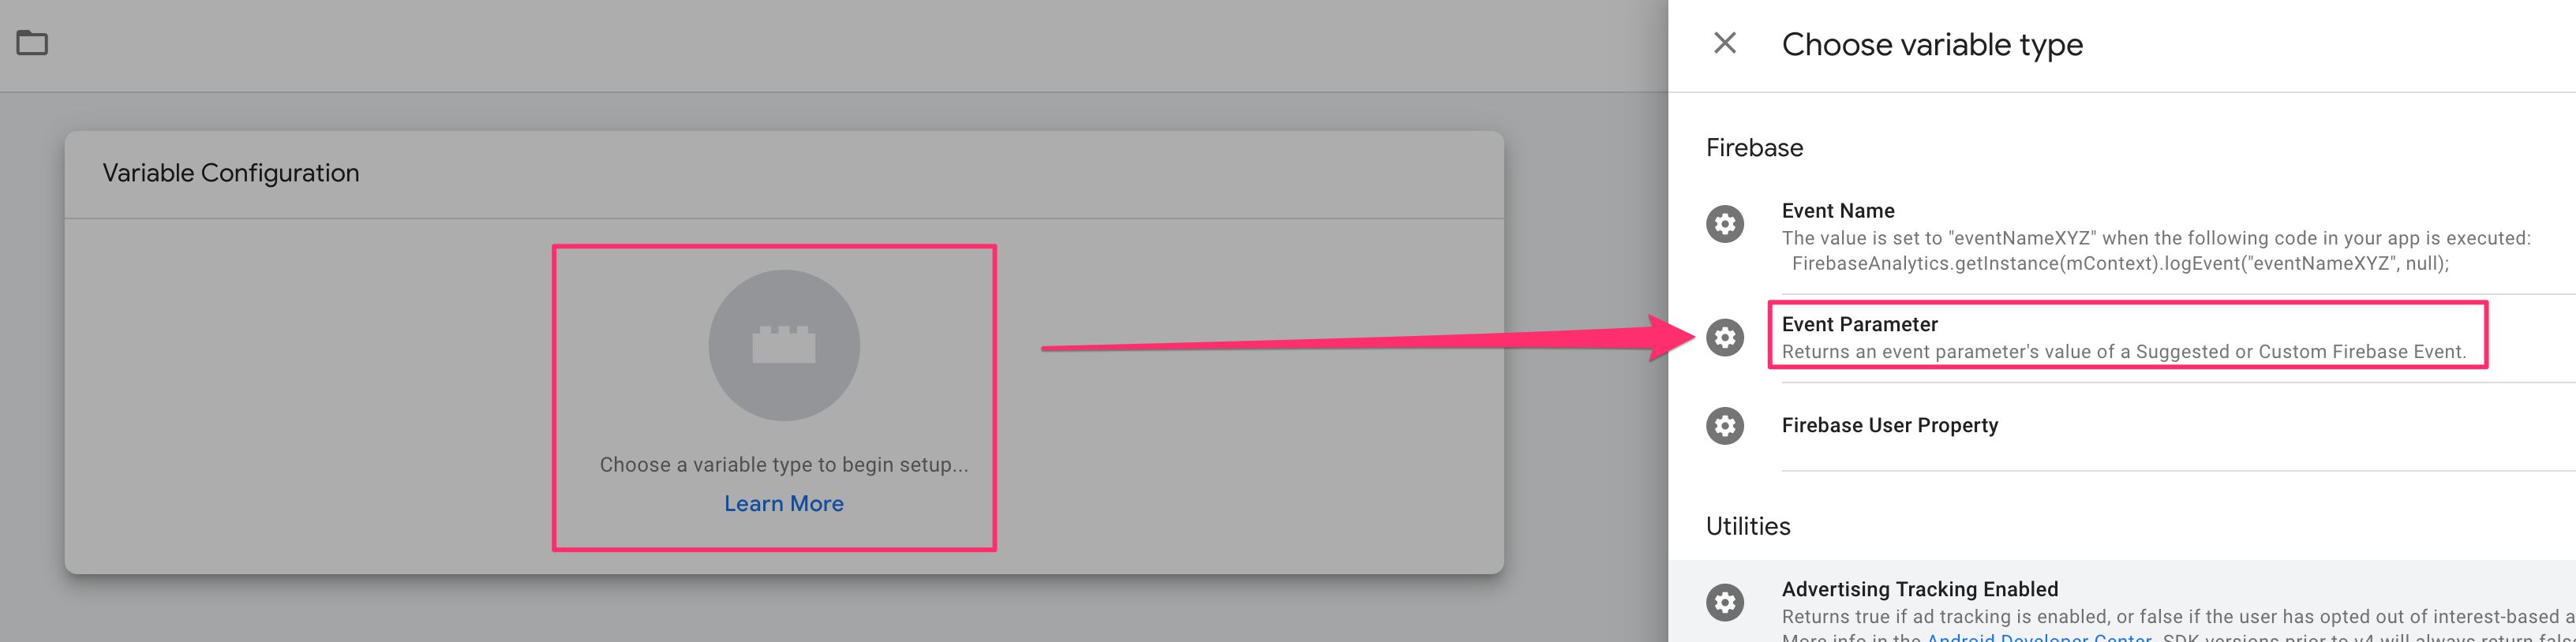 Choose variable type
Variable Configuration
Choose a variable type to begin setup...
Learn More
Firebase
Event Name
The value is set to "eventNameXYZ" when the following code in your app is executed:
FirebaseAnalytics.getInstance(mContext).logEvent("eventNameXYZ", null);
Event Parameter
Returns an event parameter's value of a Suggested or Custom Firebase Event.
Firebase User Property
Utilities
Advertising Tracking Enabled
Returns true if ad tracking is enabled, or false if the user has opted out of interest-based
More info in the Android Developer Center. SDK versions prior to v4 will always return